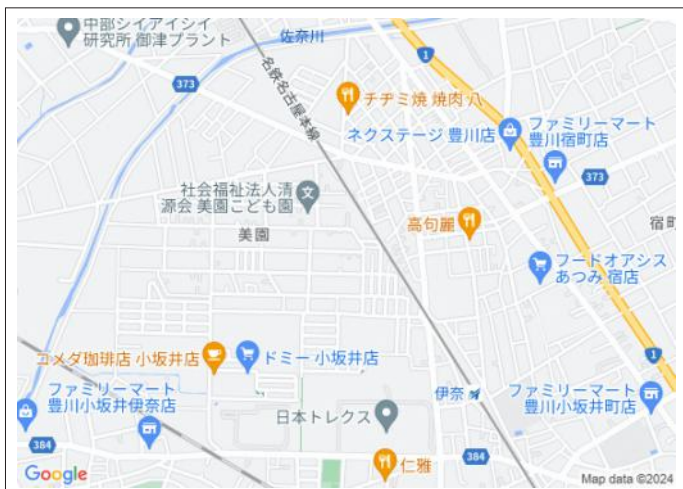 中部シイアイシイ
研究所 御津プラント
佐奈川
1
373
名鉄名古屋本線
チヂミ焼 焼肉 八
ネクステージ 豊川店
ファミリーマート
豊川宿町店
373
社会福祉法人清
源会 美園こども園
高句麗
宿町
美園
フードオアシス
あつみ 宿店
コメダ珈琲店 小坂井店
ドミー 小坂井店
1
伊奈
ファミリーマート
豊川小坂井伊奈店
ファミリーマート
豊川小坂井町店
日本トレクス
384
384
仁雅
Google
Map data ©2024